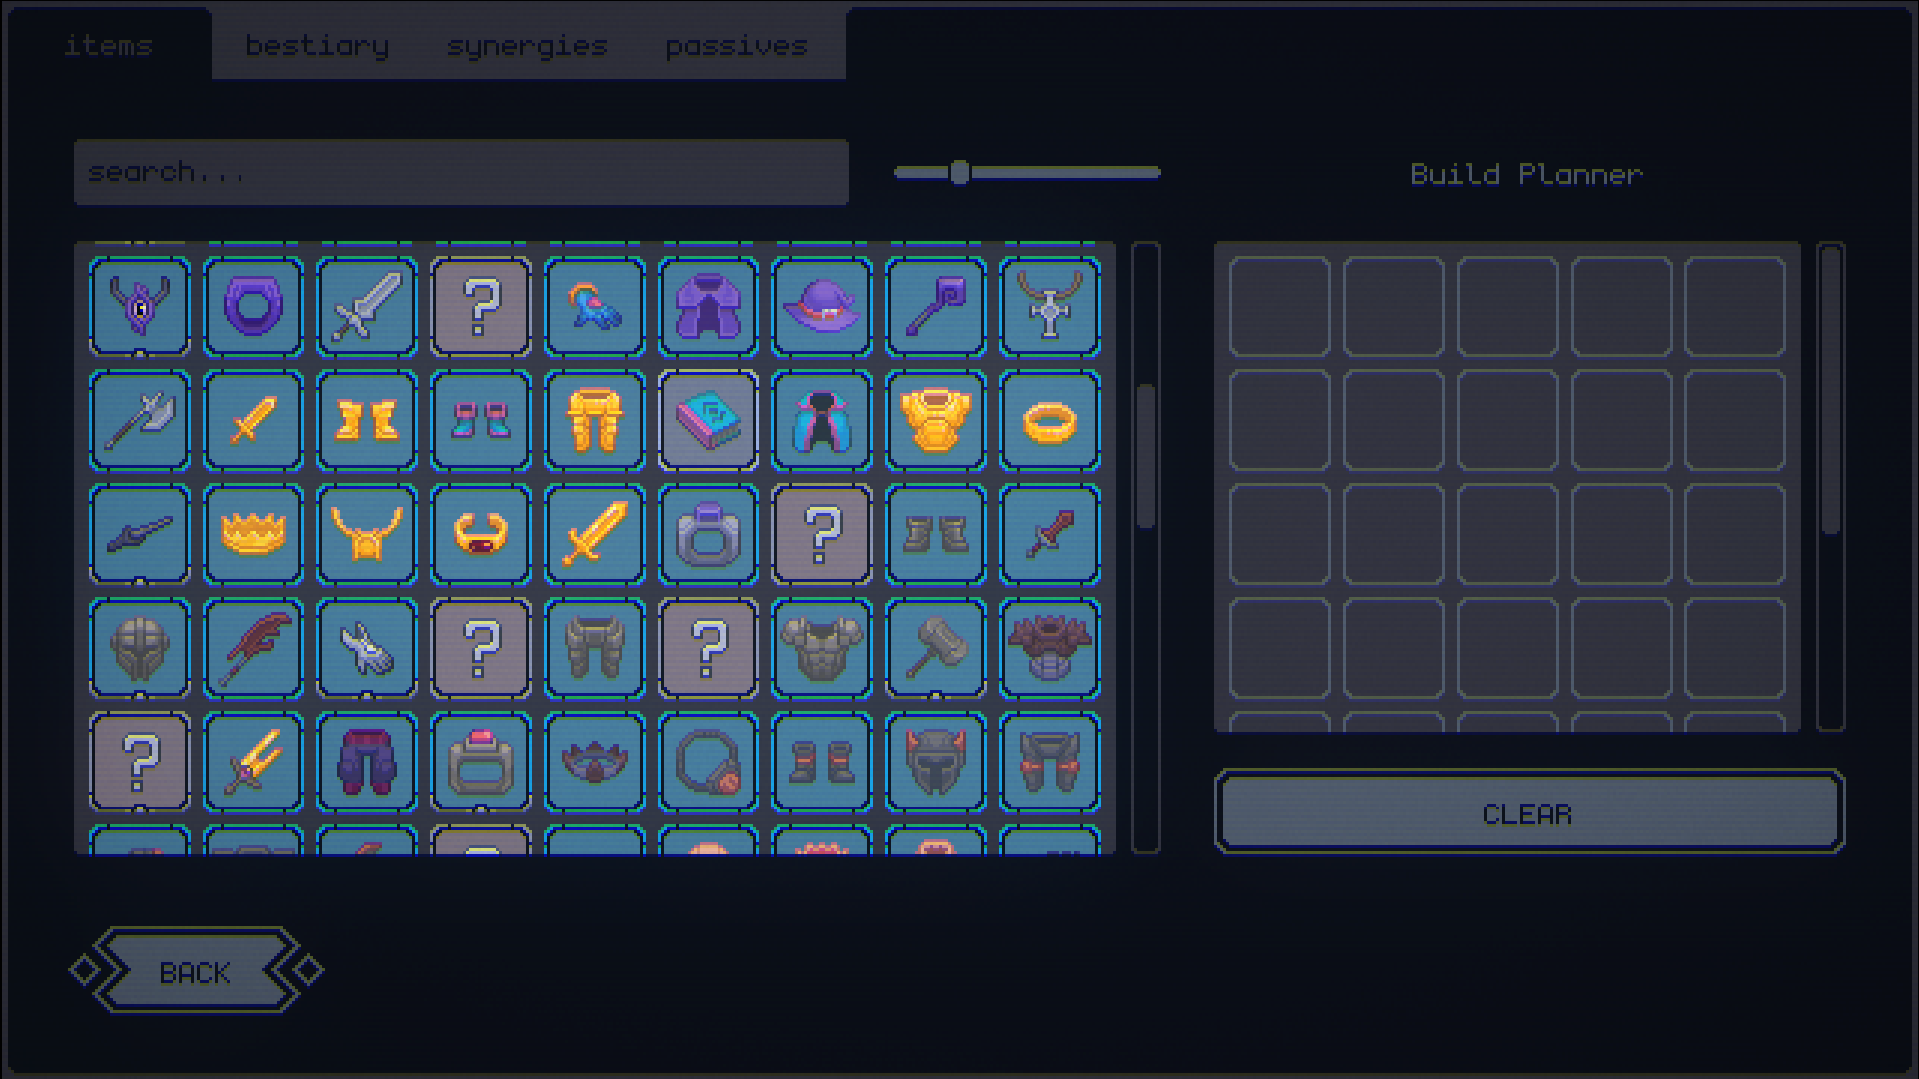 items bestiary synergies passives
search...
Build Planner
?
?
? ?
?
CLEAR
BACK